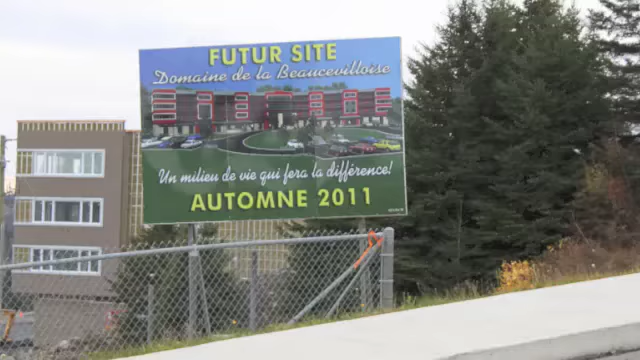 FUTUR SITE
Domaine de la Beaucevilloise
Un milieu de vie qui fera la différence!
AUTOMNE 2011